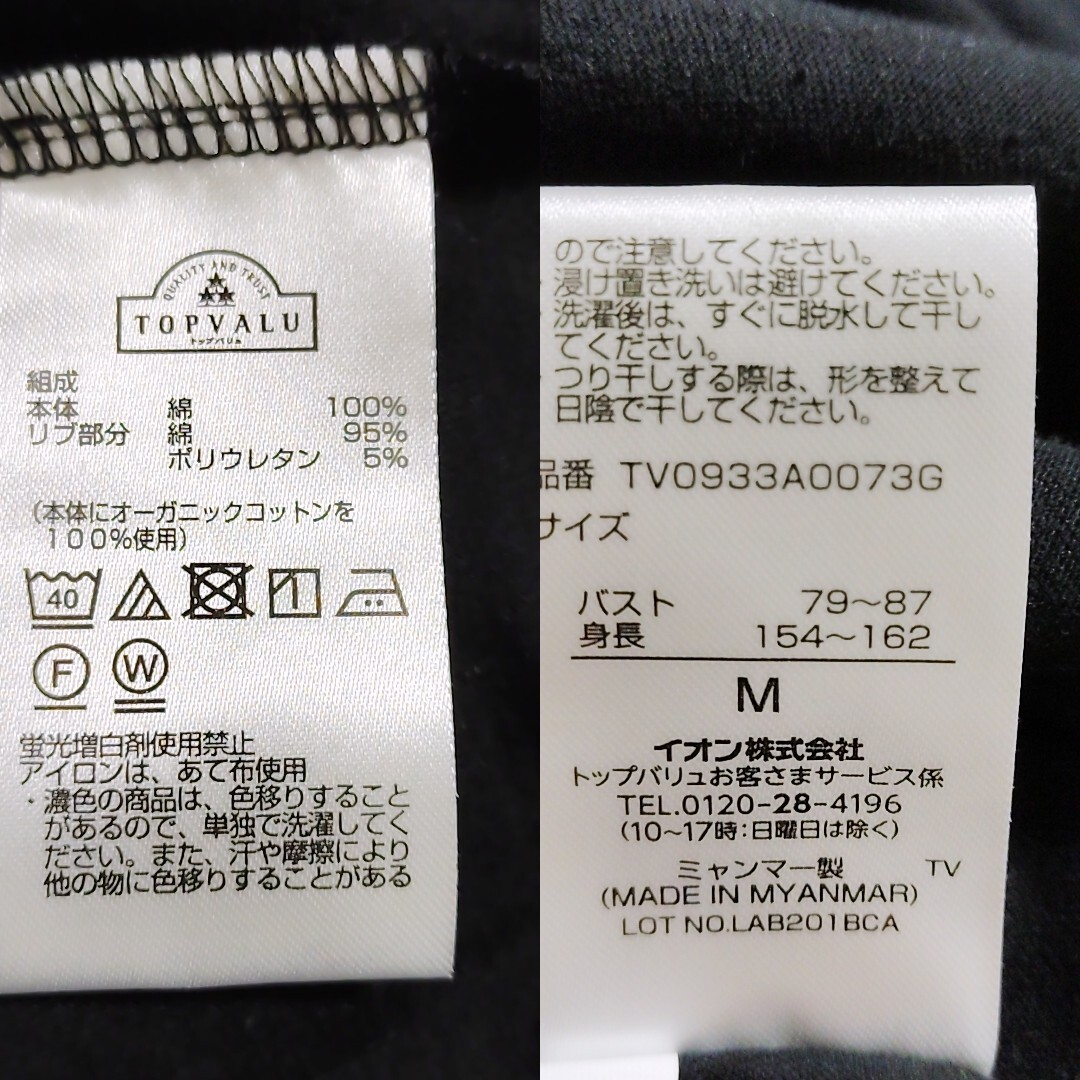 QUALITY AND TRUST
TOPVALU
トップバリュ
組成
本体 綿 100%
リブ部分 綿 95%
ポリウレタン 5%
(本体にオーガニックコットンを
100%使用)
40
F W
蛍光増白剤使用禁止
アイロンは、あて布使用
・濃色の商品は、色移りすること
があるので、単独で洗濯してく
ださい。また、汗や摩擦により
他の物に色移りすることがある
ので注意してください。
・浸け置き洗いは避けてください。
・洗濯後は、すぐに脱水して干し
てください。
・つり干しする際は、形を整えて
日陰で干してください。
品番 TV0933A0073G
サイズ
バスト 79~87
身長 154~162
M
イオン株式会社
トップバリュお客さまサービス係
TEL.0120-28-4196
(10~17時:日曜日は除く)
ミャンマー製 TV
(MADE IN MYANMAR)
LOT NO.LAB201BCA